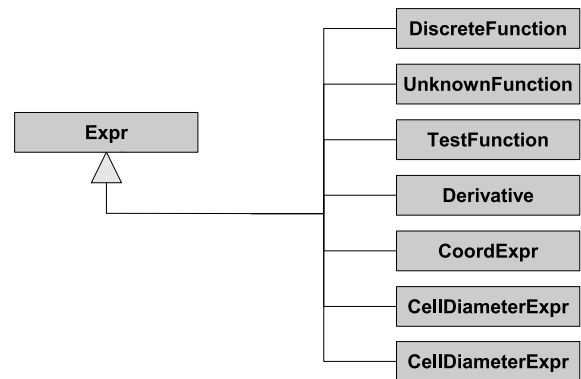 DiscreteFunction
UnknownFunction
Expr
TestFunction
Derivative
CoordExpr
CellDiameterExpr
CellDiameterExpr